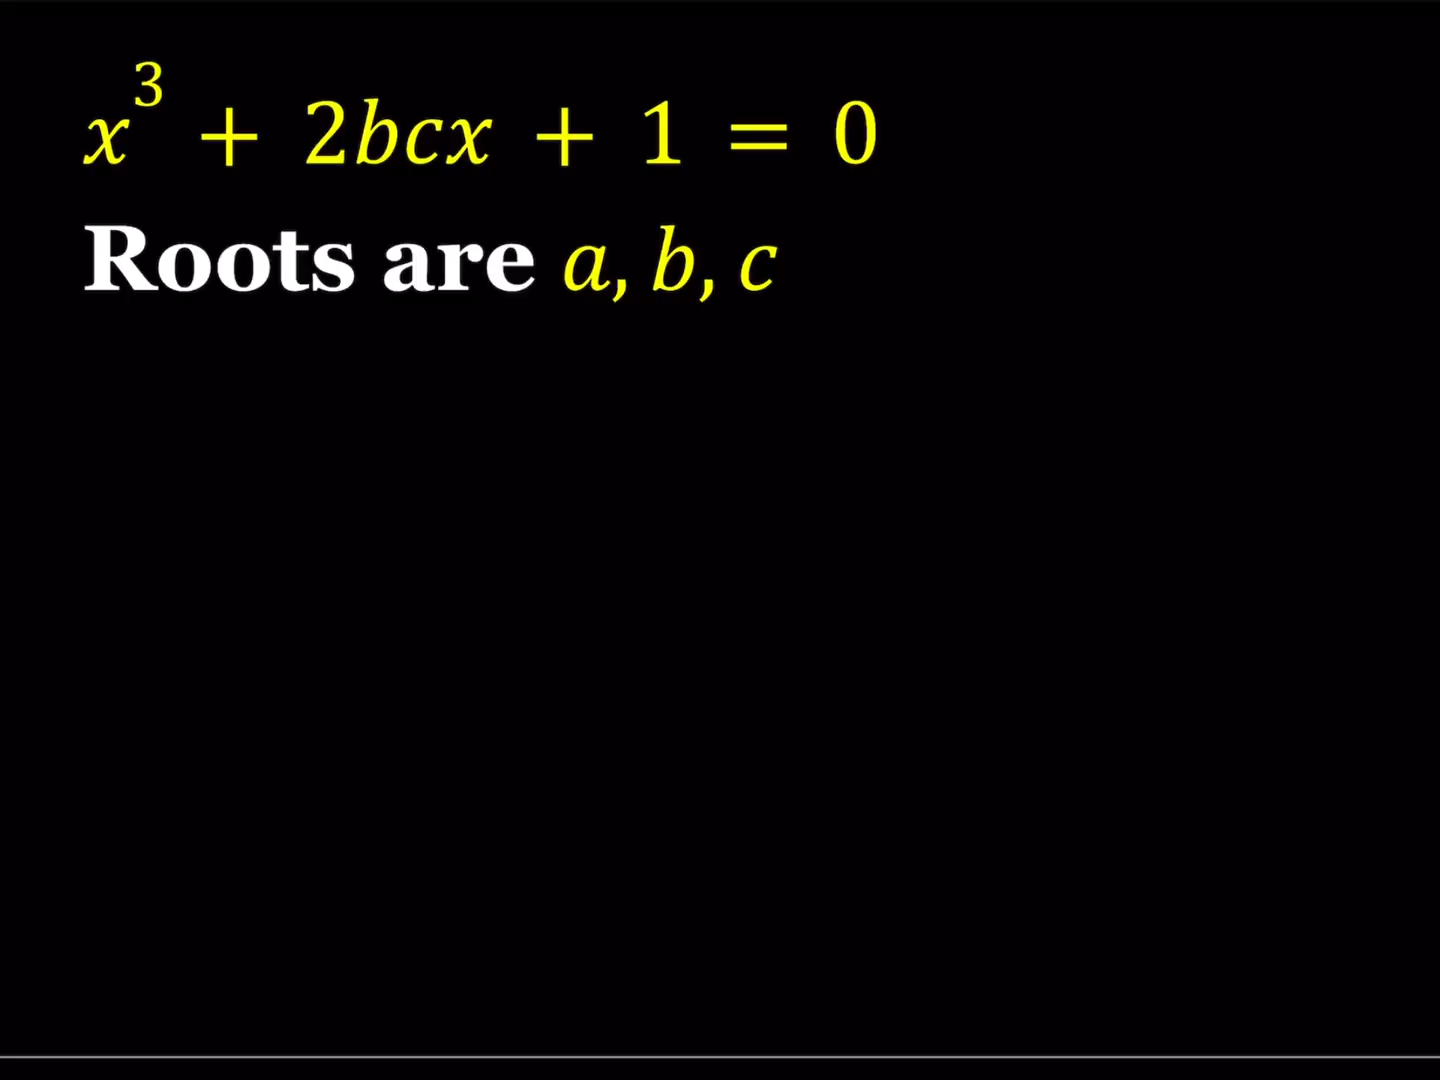 x³ + 2bcx + 1 = 0
Roots are a, b, c